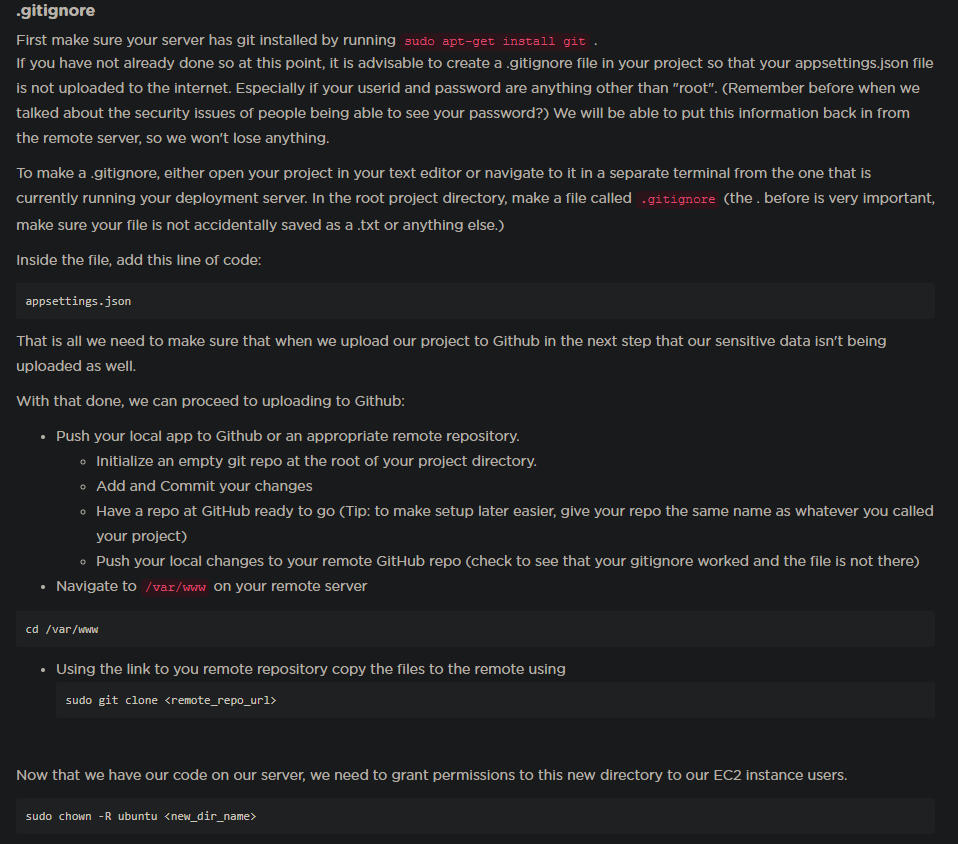 .gitignore
First make sure your server has git installed by running sudo apt-get install git .
If you have not already done so at this point, it is advisable to create a .gitignore file in your project so that your appsettings.json file
is not uploaded to the internet. Especially if your userid and password are anything other than "root". (Remember before when we
talked about the security issues of people being able to see your password?) We will be able to put this information back in from
the remote server, so we won't lose anything.
To make a .gitignore, either open your project in your text editor or navigate to it in a separate terminal from the one that is
currently running your deployment server. In the root project directory, make a file called .gitignore (the . before is very important,
make sure your file is not accidentally saved as a .txt or anything else.)
Inside the file, add this line of code:
appsettings.json
That is all we need to make sure that when we upload our project to Github in the next step that our sensitive data isn't being
uploaded as well.
With that done, we can proceed to uploading to Github:
• Push your local app to Github or an appropriate remote repository.
◦ Initialize an empty git repo at the root of your project directory.
◦ Add and Commit your changes
◦ Have a repo at GitHub ready to go (Tip: to make setup later easier, give your repo the same name as whatever you called
your project)
◦ Push your local changes to your remote GitHub repo (check to see that your gitignore worked and the file is not there)
• Navigate to /var/www on your remote server
cd /var/www
• Using the link to you remote repository copy the files to the remote using
sudo git clone <remote_repo_url>
Now that we have our code on our server, we need to grant permissions to this new directory to our EC2 instance users.
sudo chown -R ubuntu <new_dir_name>